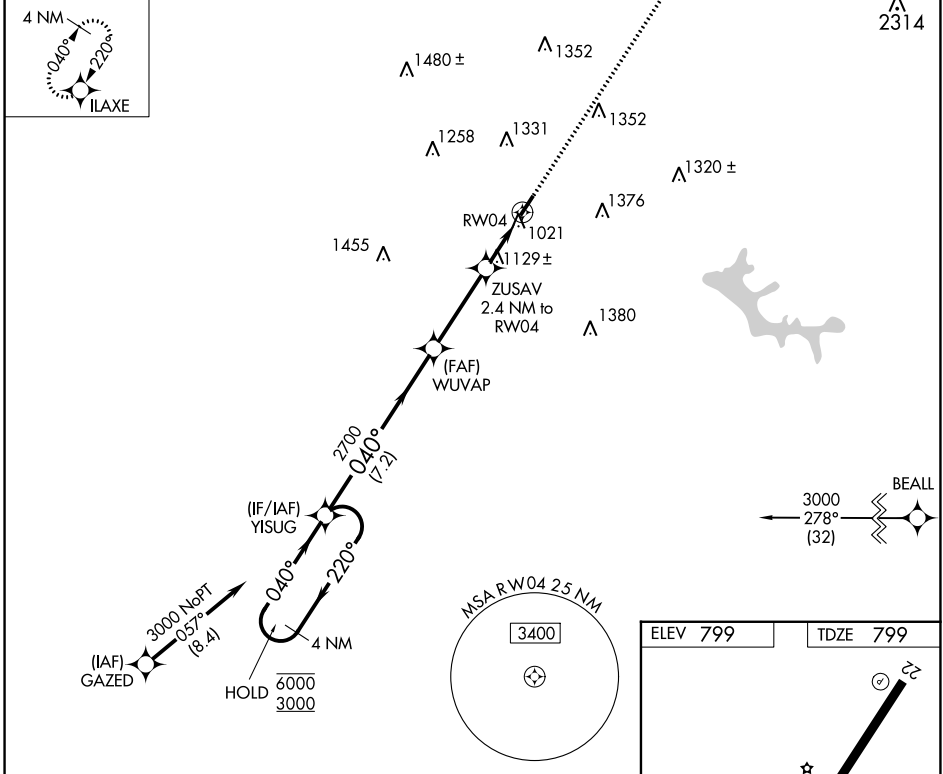 4 NM
040°
220°
ILAXE
2314
1480 ±
1352
1352
1258
1331
1320 ±
1376
RW04
1021
1455
1129 ±
ZUSAV
2.4 NM to
RW04
1380
(FAF)
WUVAP
2700
040°
(7.2)
(IF/IAF)
YISUG
BEALL
3000
278°
(32)
040°
220°
3000 NoPT
057°
(8.4)
4 NM
(IAF)
GAZED
HOLD
6000
3000
MSA RW04 25 NM
3400
ELEV 799
TDZE 799
22